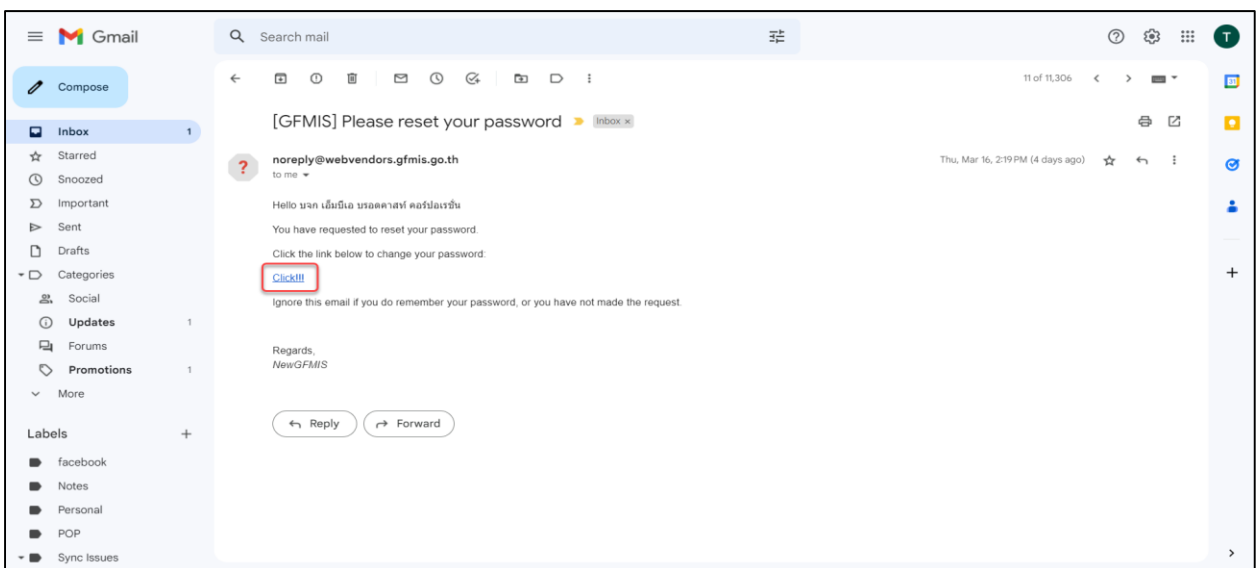 Gmail
Search mail
T
Compose
11 of 11,306
31
Inbox 1
Starred
Snoozed
Important
Sent
Drafts
Categories
Social
Updates 1
Forums
Promotions 1
More
Labels
facebook
Notes
Personal
POP
Sync Issues
[GFMIS] Please reset your password Inbox x
noreply@webvendors.gfmis.go.th
Thu, Mar 16, 2:19 PM (4 days ago)
to me
Hello บจก เอ็มบีเอ บรอดคาสท์ คอร์ปอเรชั่น
You have requested to reset your password.
Click the link below to change your password:
Click!!!
Ignore this email if you do remember your password, or you have not made the request.
Regards,
NewGFMIS
Reply
Forward